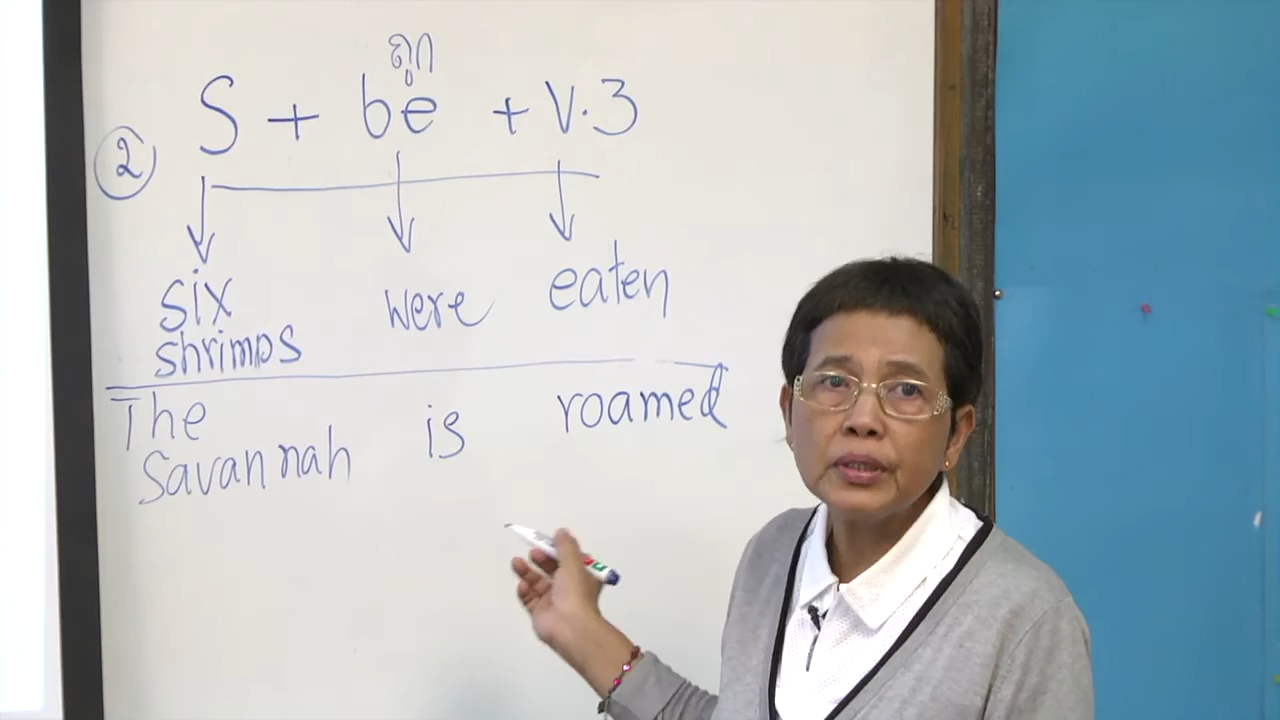 ถูก
② S + be + V.3
six were eaten
shrimps
The is roamed
Savannah